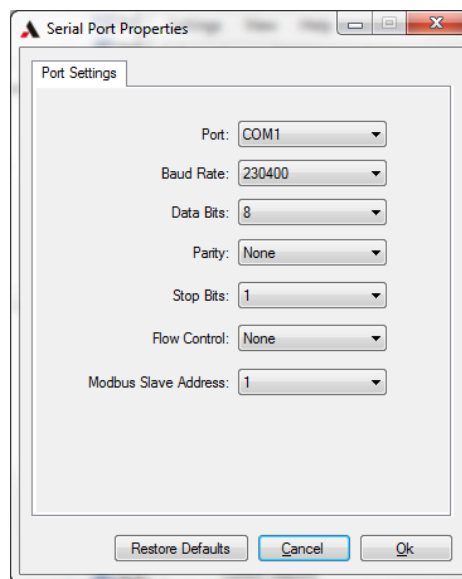 Serial Port Properties
Port Settings
Port: COM1
Baud Rate: 230400
Data Bits: 8
Parity: None
Stop Bits: 1
Flow Control: None
Modbus Slave Address: 1
Restore Defaults Cancel Ok